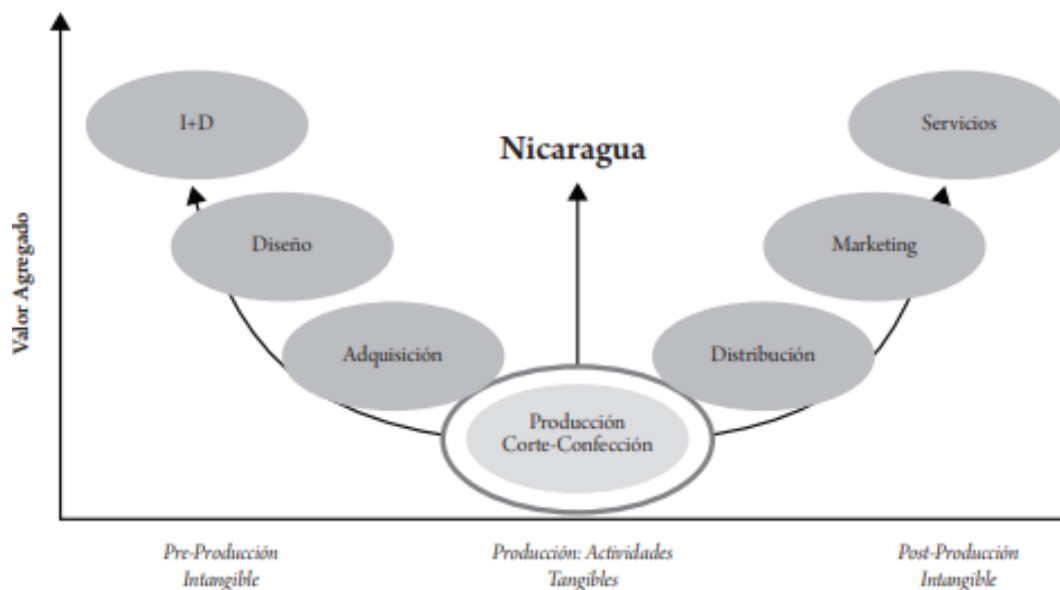 I+D
Servicios
Nicaragua
Diseño
Marketing
Valor Agregado
Adquisición
Distribución
Producción
Corte-Confección
Pre-Producción
Intangible
Producción: Actividades
Tangibles
Post-Producción
Intangible